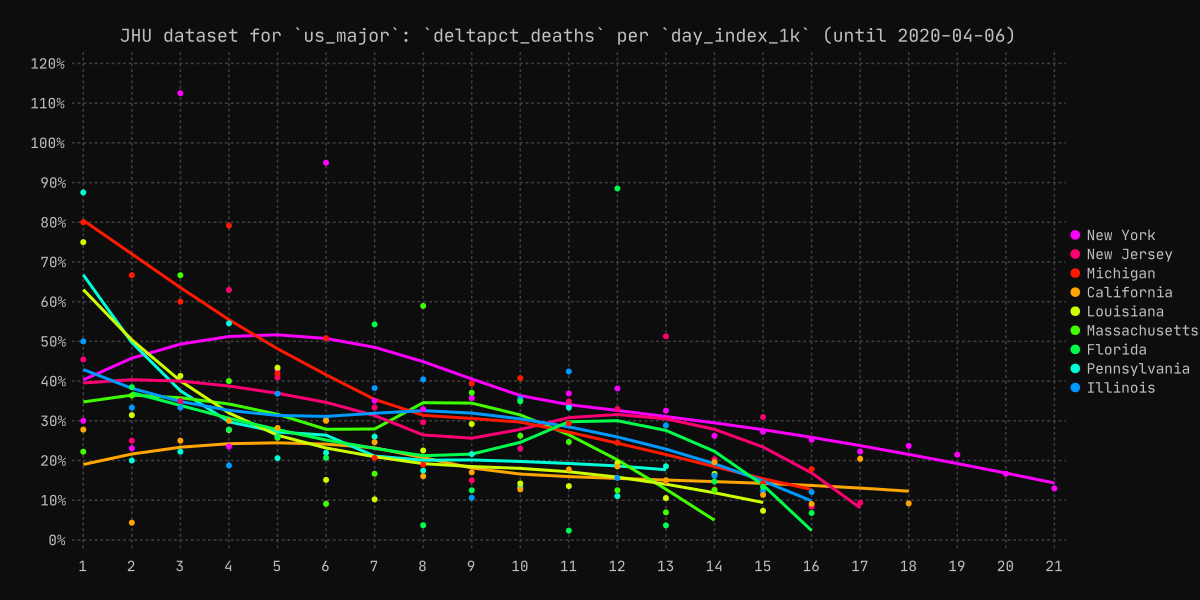 JHU dataset for `us_major`: `deltapct_deaths` per `day_index_1k` (until 2020-04-06)
120%
110%
100%
90%
80%
70%
60%
50%
40%
30%
20%
10%
0%
1 2 3 4 5 6 7 8 9 10 11 12 13 14 15 16 17 18 19 20 21
New York
New Jersey
Michigan
California
Louisiana
Massachusetts
Florida
Pennsylvania
Illinois